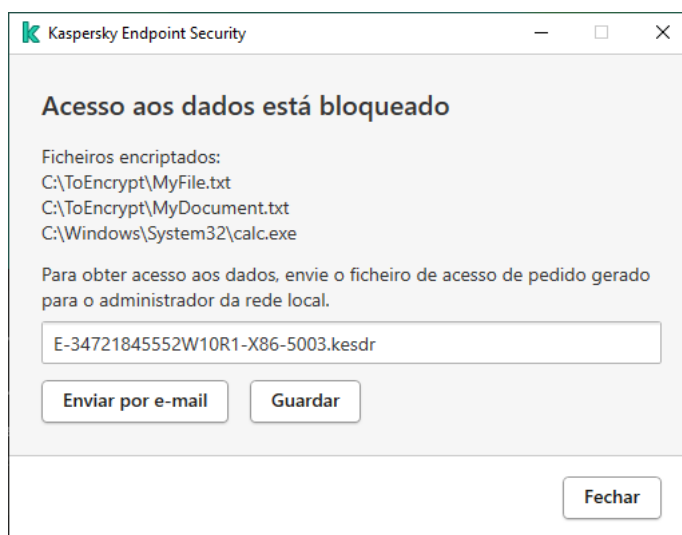 Kaspersky Endpoint Security
Acesso aos dados está bloqueado
Ficheiros encriptados:
C:\ToEncrypt\MyFile.txt
C:\ToEncrypt\MyDocument.txt
C:\Windows\System32\calc.exe
Para obter acesso aos dados, envie o ficheiro de acesso de pedido gerado
para o administrador da rede local.
E-34721845552W10R1-X86-5003.kesdr
Enviar por e-mail Guardar
Fechar